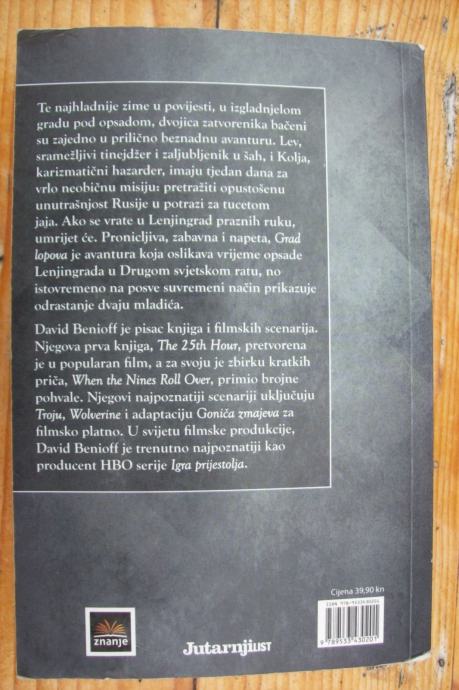 Te najhladnije zime u povijesti, u izgladnjelom
gradu pod opsadom, dvojica zatvorenika bačeni
su zajedno u prilično beznadnu avanturu. Lev,
sramežljivi tinejdžer i zaljubljenik u šah, i Kolja,
karizmatični hazarder, imaju tjedan dana za
vrlo neobičnu misiju: pretražiti opustošenu
unutrašnjost Rusije u potrazi za tucetom
jaja. Ako se vrate u Lenjingrad praznih ruku,
umrijet će. Pronicljiva, zabavna i napeta, Grad
lopova je avantura koja oslikava vrijeme opsade
Lenjingrada u Drugom svjetskom ratu, no
istovremeno na posve suvremeni način prikazuje
odrastanje dvaju mladića.
David Benioff je pisac knjiga i filmskih scenarija.
Njegova prva knjiga, The 25th Hour, pretvorena
je u popularan film, a za svoju je zbirku kratkih
priča, When the Nines Roll Over, primio brojne
pohvale. Njegovi najpoznatiji scenariji uključuju
Troju, Wolverine i adaptaciju Goniča zmajeva za
filmsko platno. U svijetu filmske produkcije,
David Benioff je trenutno najpoznatiji kao
producent HBO serije Igra prijestolja.
Cijena 39,90 kn
ISBN 978-9533430201
9 789533 430201
znanje
Jutarnji LIST